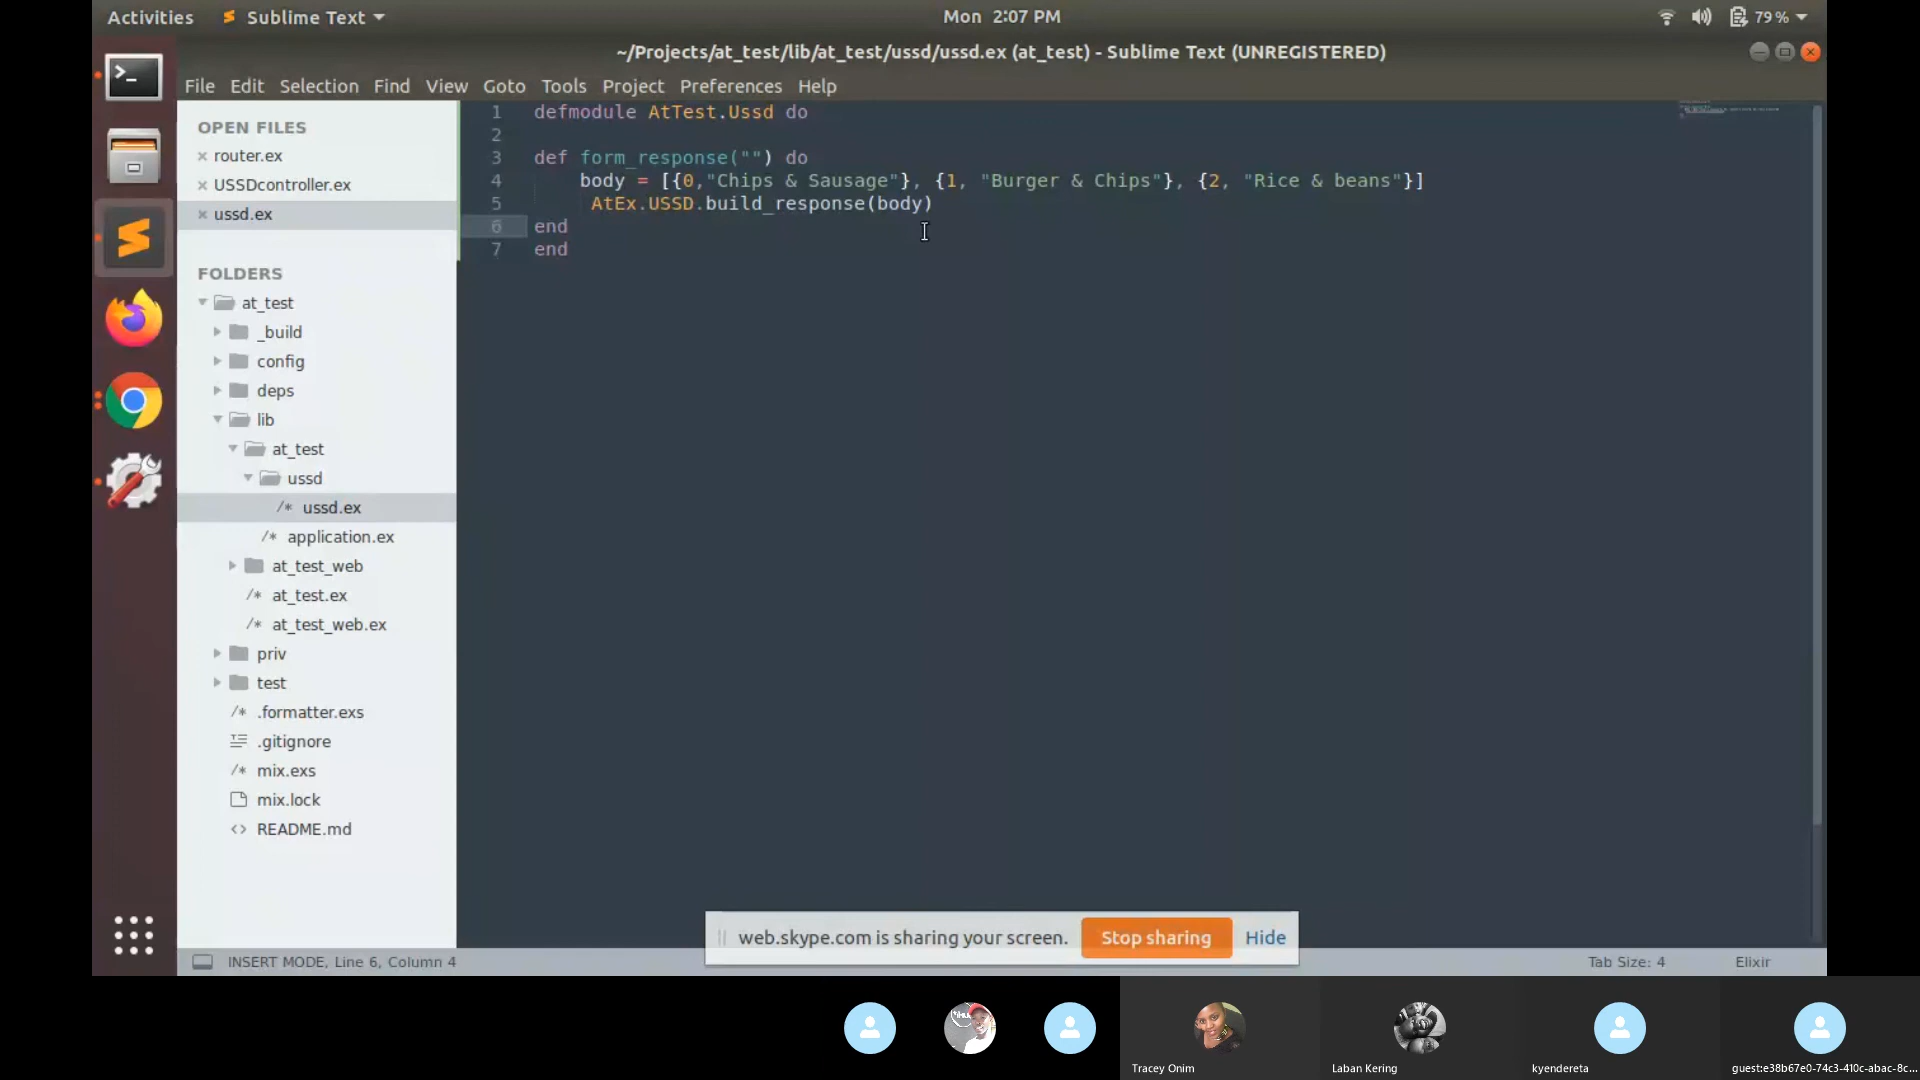 Activities
Sublime Text
Mon 2:07 PM
79 %
~/Projects/at_test/lib/at_test/ussd/ussd.ex (at_test) - Sublime Text (UNREGISTERED)
File Edit Selection Find View Goto Tools Project Preferences Help
OPEN FILES
router.ex
USSDcontroller.ex
ussd.ex
FOLDERS
at_test
_build
config
deps
lib
at_test
ussd
/* ussd.ex
/* application.ex
at_test_web
/* at_test.ex
/* at_test_web.ex
priv
test
/* .formatter.exs
.gitignore
/* mix.exs
mix.lock
<> README.md
1 defmodule AtTest.Ussd do
2
3 def form_response("") do
4 body = [{0,"Chips & Sausage"}, {1, "Burger & Chips"}, {2, "Rice & beans"}]
5 AtEx.USSD.build_response(body)
6 end
7 end
web.skype.com is sharing your screen. Stop sharing Hide
INSERT MODE, Line 6, Column 4
Tab Size: 4
Elixir
Tracey Onim
Laban Kering
kyendereta
guest:e38b67e0-74c3-410c-abac-8c...